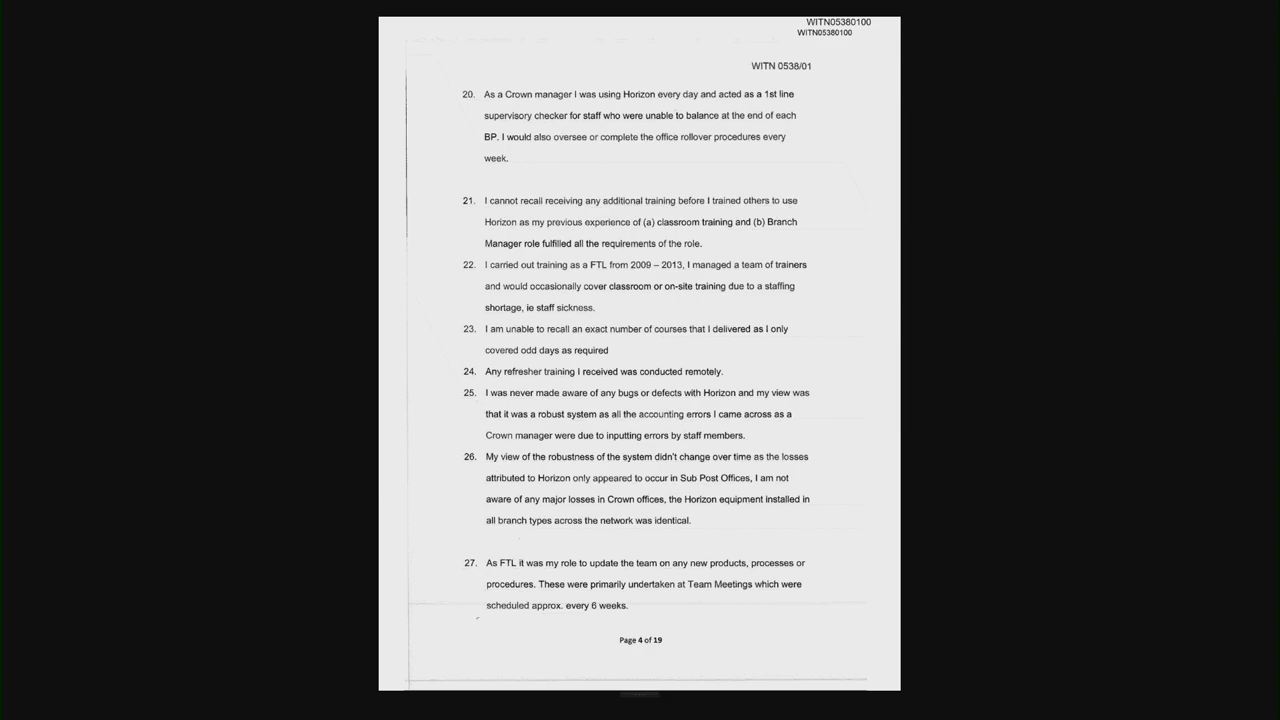 WITN05380100
WITN05380100
WITN 0538/01
20. As a Crown manager I was using Horizon every day and acted as a 1st line
supervisory checker for staff who were unable to balance at the end of each
BP. I would also oversee or complete the office rollover procedures every
week.
21. I cannot recall receiving any additional training before I trained others to use
Horizon as my previous experience of (a) classroom training and (b) Branch
Manager role fulfilled all the requirements of the role.
22. I carried out training as a FTL from 2009 – 2013, I managed a team of trainers
and would occasionally cover classroom or on-site training due to a staffing
shortage, ie staff sickness.
23. I am unable to recall an exact number of courses that I delivered as I only
covered odd days as required
24. Any refresher training I received was conducted remotely.
25. I was never made aware of any bugs or defects with Horizon and my view was
that it was a robust system as all the accounting errors I came across as a
Crown manager were due to inputting errors by staff members.
26. My view of the robustness of the system didn't change over time as the losses
attributed to Horizon only appeared to occur in Sub Post Offices, I am not
aware of any major losses in Crown offices, the Horizon equipment installed in
all branch types across the network was identical.
27. As FTL it was my role to update the team on any new products, processes or
procedures. These were primarily undertaken at Team Meetings which were
scheduled approx. every 6 weeks.
Page 4 of 19